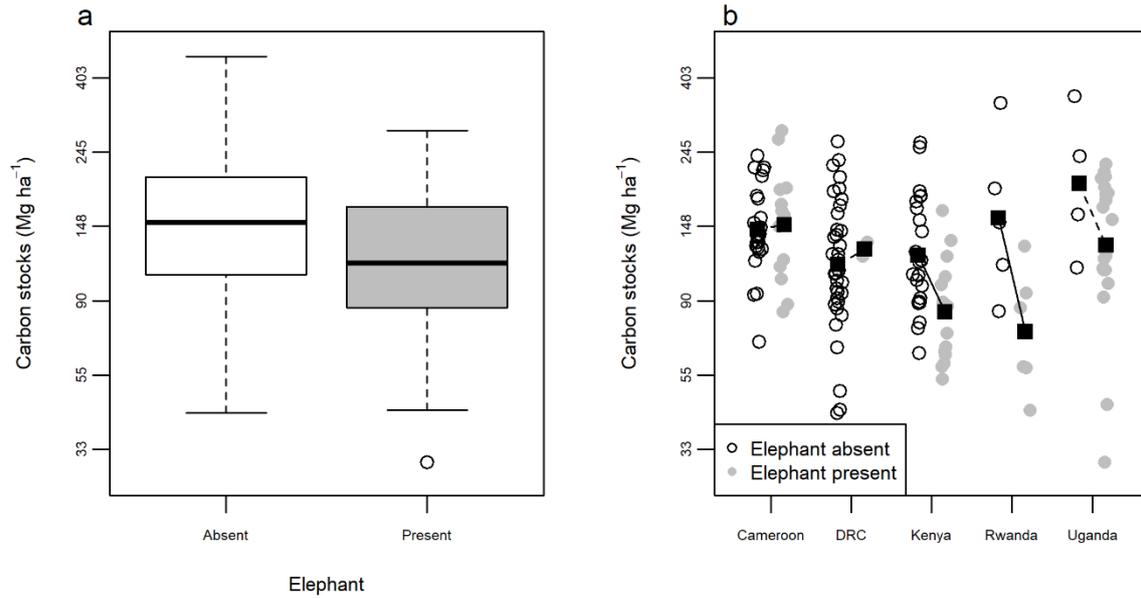 a
Carbon stocks (Mg ha⁻¹)
403
245
148
90
55
33
Absent
Present
Elephant
b
Carbon stocks (Mg ha⁻¹)
403
245
148
90
55
33
Elephant absent
Elephant present
Cameroon
DRC
Kenya
Rwanda
Uganda